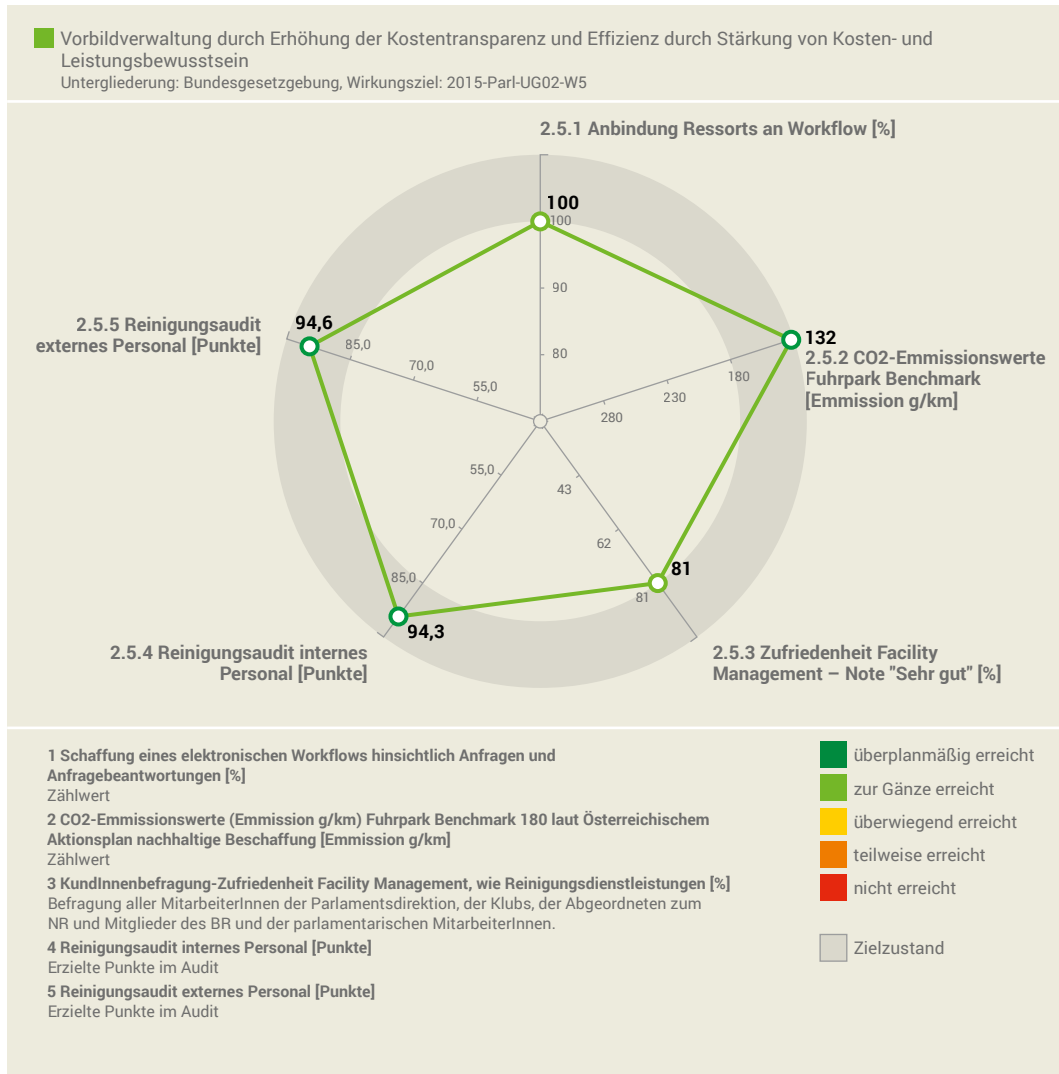 Vorbildverwaltung durch Erhöhung der Kostentransparenz und Effizienz durch Stärkung von Kosten- und
Leistungsbewusstsein
Untergliederung: Bundesgesetzgebung, Wirkungsziel: 2015-Parl-UG02-W5
2.5.1 Anbindung Ressorts an Workflow [%]
100
100
90
80
132
2.5.2 CO2-Emmissionswerte
Fuhrpark Benchmark
[Emmission g/km]
180
230
280
43
62
81
81
2.5.3 Zufriedenheit Facility
Management – Note "Sehr gut" [%]
55,0
70,0
85,0
94,3
2.5.4 Reinigungsaudit internes
Personal [Punkte]
94,6
2.5.5 Reinigungsaudit
externes Personal [Punkte]
85,0
70,0
55,0
1 Schaffung eines elektronischen Workflows hinsichtlich Anfragen und
Anfragebeantwortungen [%]
Zählwert
2 CO2-Emmissionswerte (Emmission g/km) Fuhrpark Benchmark 180 laut Österreichischem
Aktionsplan nachhaltige Beschaffung [Emmission g/km]
Zählwert
3 KundInnenbefragung-Zufriedenheit Facility Management, wie Reinigungsdienstleistungen [%]
Befragung aller MitarbeiterInnen der Parlamentsdirektion, der Klubs, der Abgeordneten zum
NR und Mitglieder des BR und der parlamentarischen MitarbeiterInnen.
4 Reinigungsaudit internes Personal [Punkte]
Erzielte Punkte im Audit
5 Reinigungsaudit externes Personal [Punkte]
Erzielte Punkte im Audit
überplanmäßig erreicht
zur Gänze erreicht
überwiegend erreicht
teilweise erreicht
nicht erreicht
Zielzustand